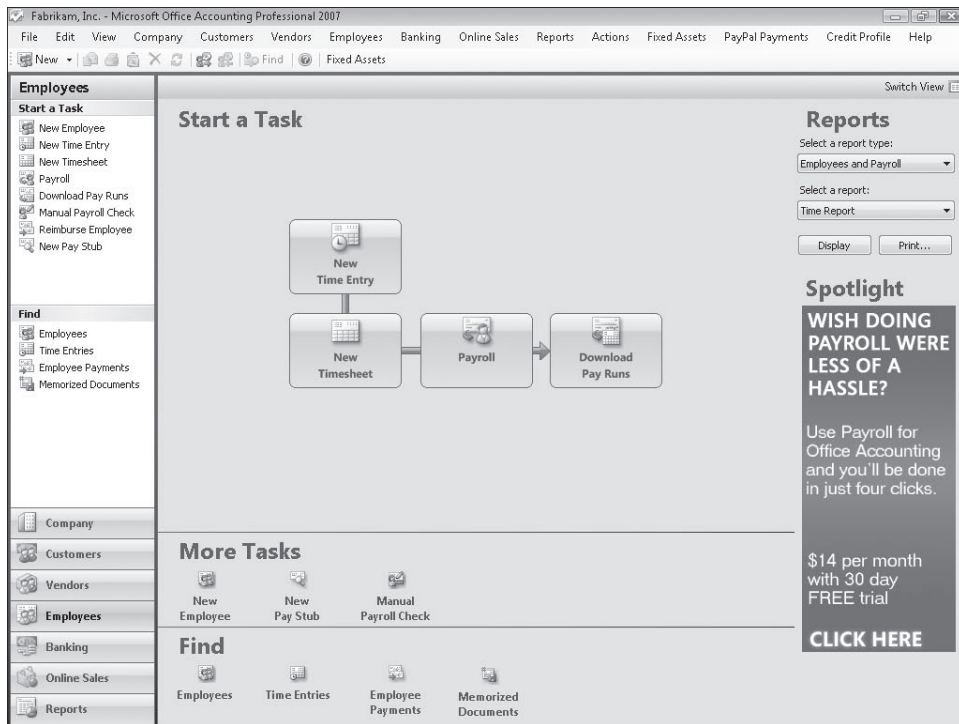 Fabrikam, Inc. - Microsoft Office Accounting Professional 2007
File Edit View Company Customers Vendors Employees Banking Online Sales Reports Actions Fixed Assets PayPal Payments Credit Profile Help
New Find Fixed Assets
Employees
Switch View
Start a Task
New Employee
New Time Entry
New Timesheet
Payroll
Download Pay Runs
Manual Payroll Check
Reimburse Employee
New Pay Stub
Find
Employees
Time Entries
Employee Payments
Memorized Documents
Company
Customers
Vendors
Employees
Banking
Online Sales
Reports
Start a Task
New
Time Entry
New
Timesheet
Payroll
Download
Pay Runs
More Tasks
New
Employee
New
Pay Stub
Manual
Payroll Check
Find
Employees
Time Entries
Employee
Payments
Memorized
Documents
Reports
Select a report type:
Employees and Payroll
Select a report:
Time Report
Display
Print...
Spotlight
WISH DOING
PAYROLL WERE
LESS OF A
HASSLE?
Use Payroll for
Office Accounting
and you'll be done
in just four clicks.
$14 per month
with 30 day
FREE trial
CLICK HERE